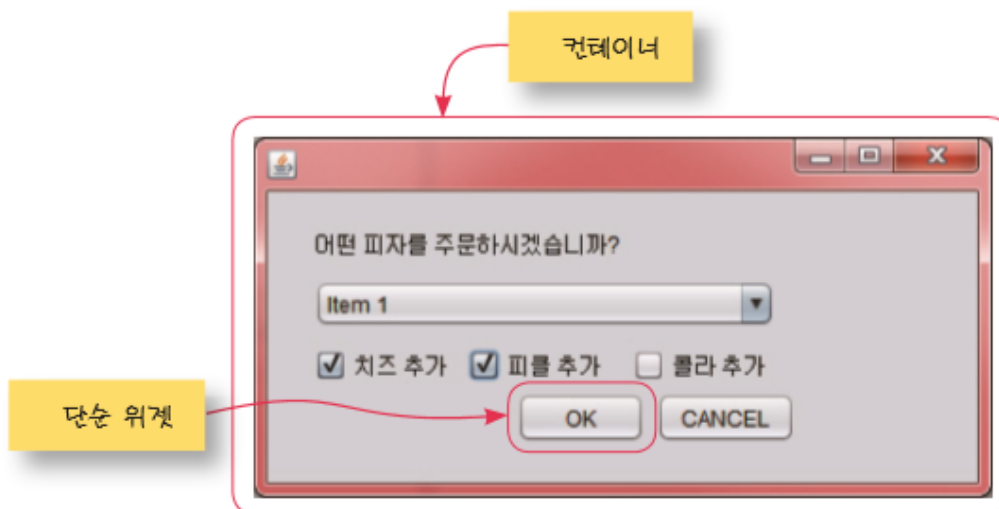 컨테이너
어떤 피자를 주문하시겠습니까?
Item 1
치즈 추가 피클 추가 콜라 추가
단순 위젯
OK CANCEL